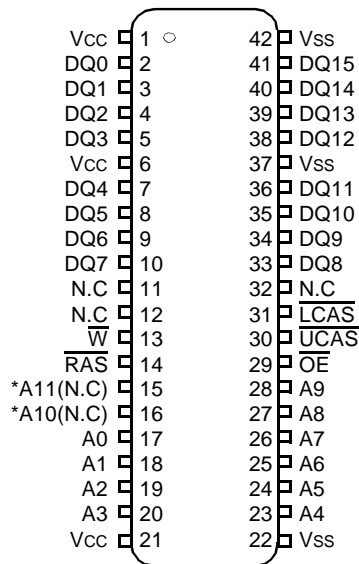 Vcc 1 42 Vss
DQ0 2 41 DQ15
DQ1 3 40 DQ14
DQ2 4 39 DQ13
DQ3 5 38 DQ12
Vcc 6 37 Vss
DQ4 7 36 DQ11
DQ5 8 35 DQ10
DQ6 9 34 DQ9
DQ7 10 33 DQ8
N.C 11 32 N.C
N.C 12 31 L̅C̅A̅S̅
W̅ 13 30 U̅C̅A̅S̅
R̅A̅S̅ 14 29 O̅E̅
*A11(N.C) 15 28 A9
*A10(N.C) 16 27 A8
A0 17 26 A7
A1 18 25 A6
A2 19 24 A5
A3 20 23 A4
Vcc 21 22 Vss